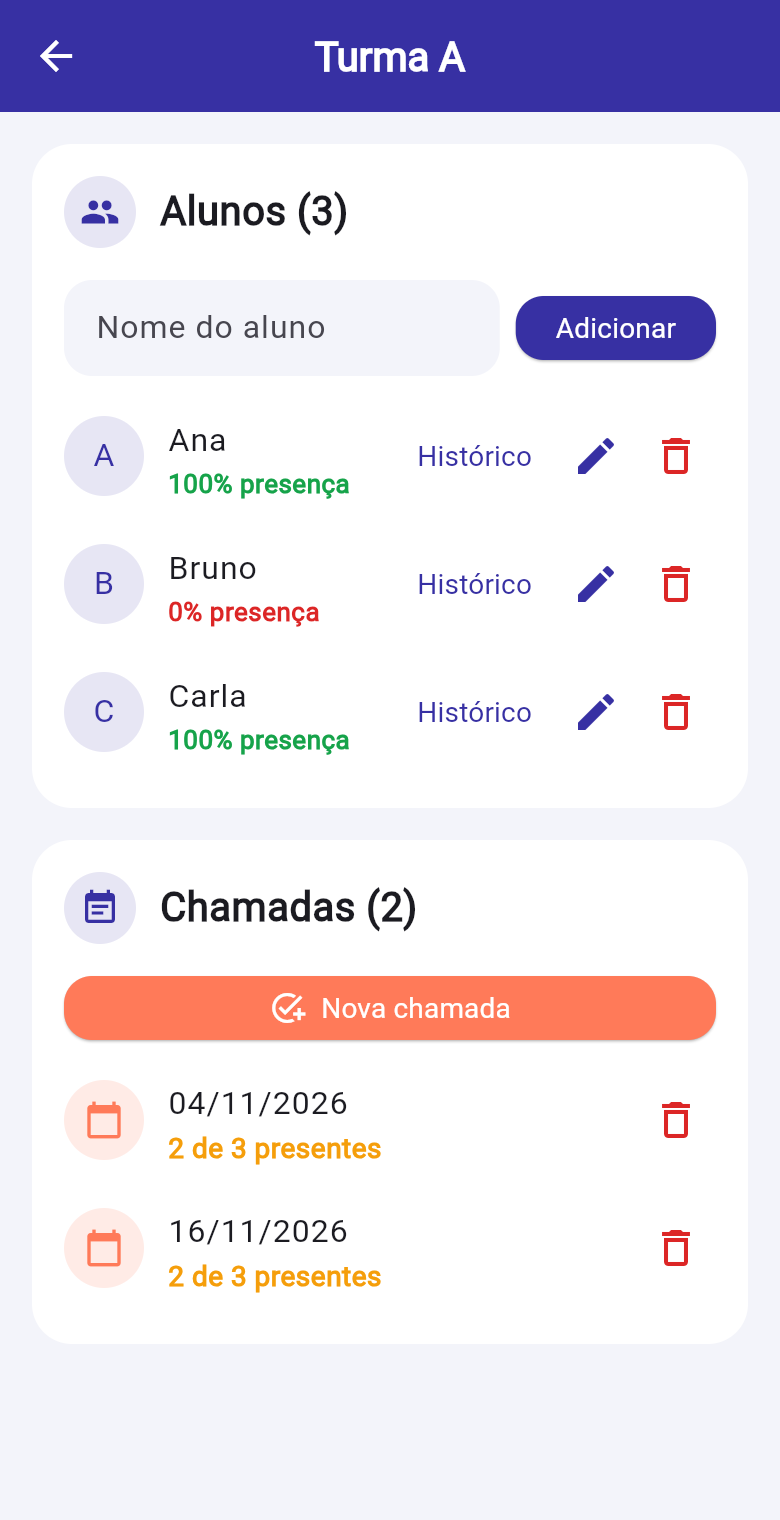 Turma A
Alunos (3)
Nome do aluno
Adicionar
A
Ana
100% presença
Histórico
B
Bruno
0% presença
Histórico
C
Carla
100% presença
Histórico
Chamadas (2)
Nova chamada
04/11/2026
2 de 3 presentes
16/11/2026
2 de 3 presentes